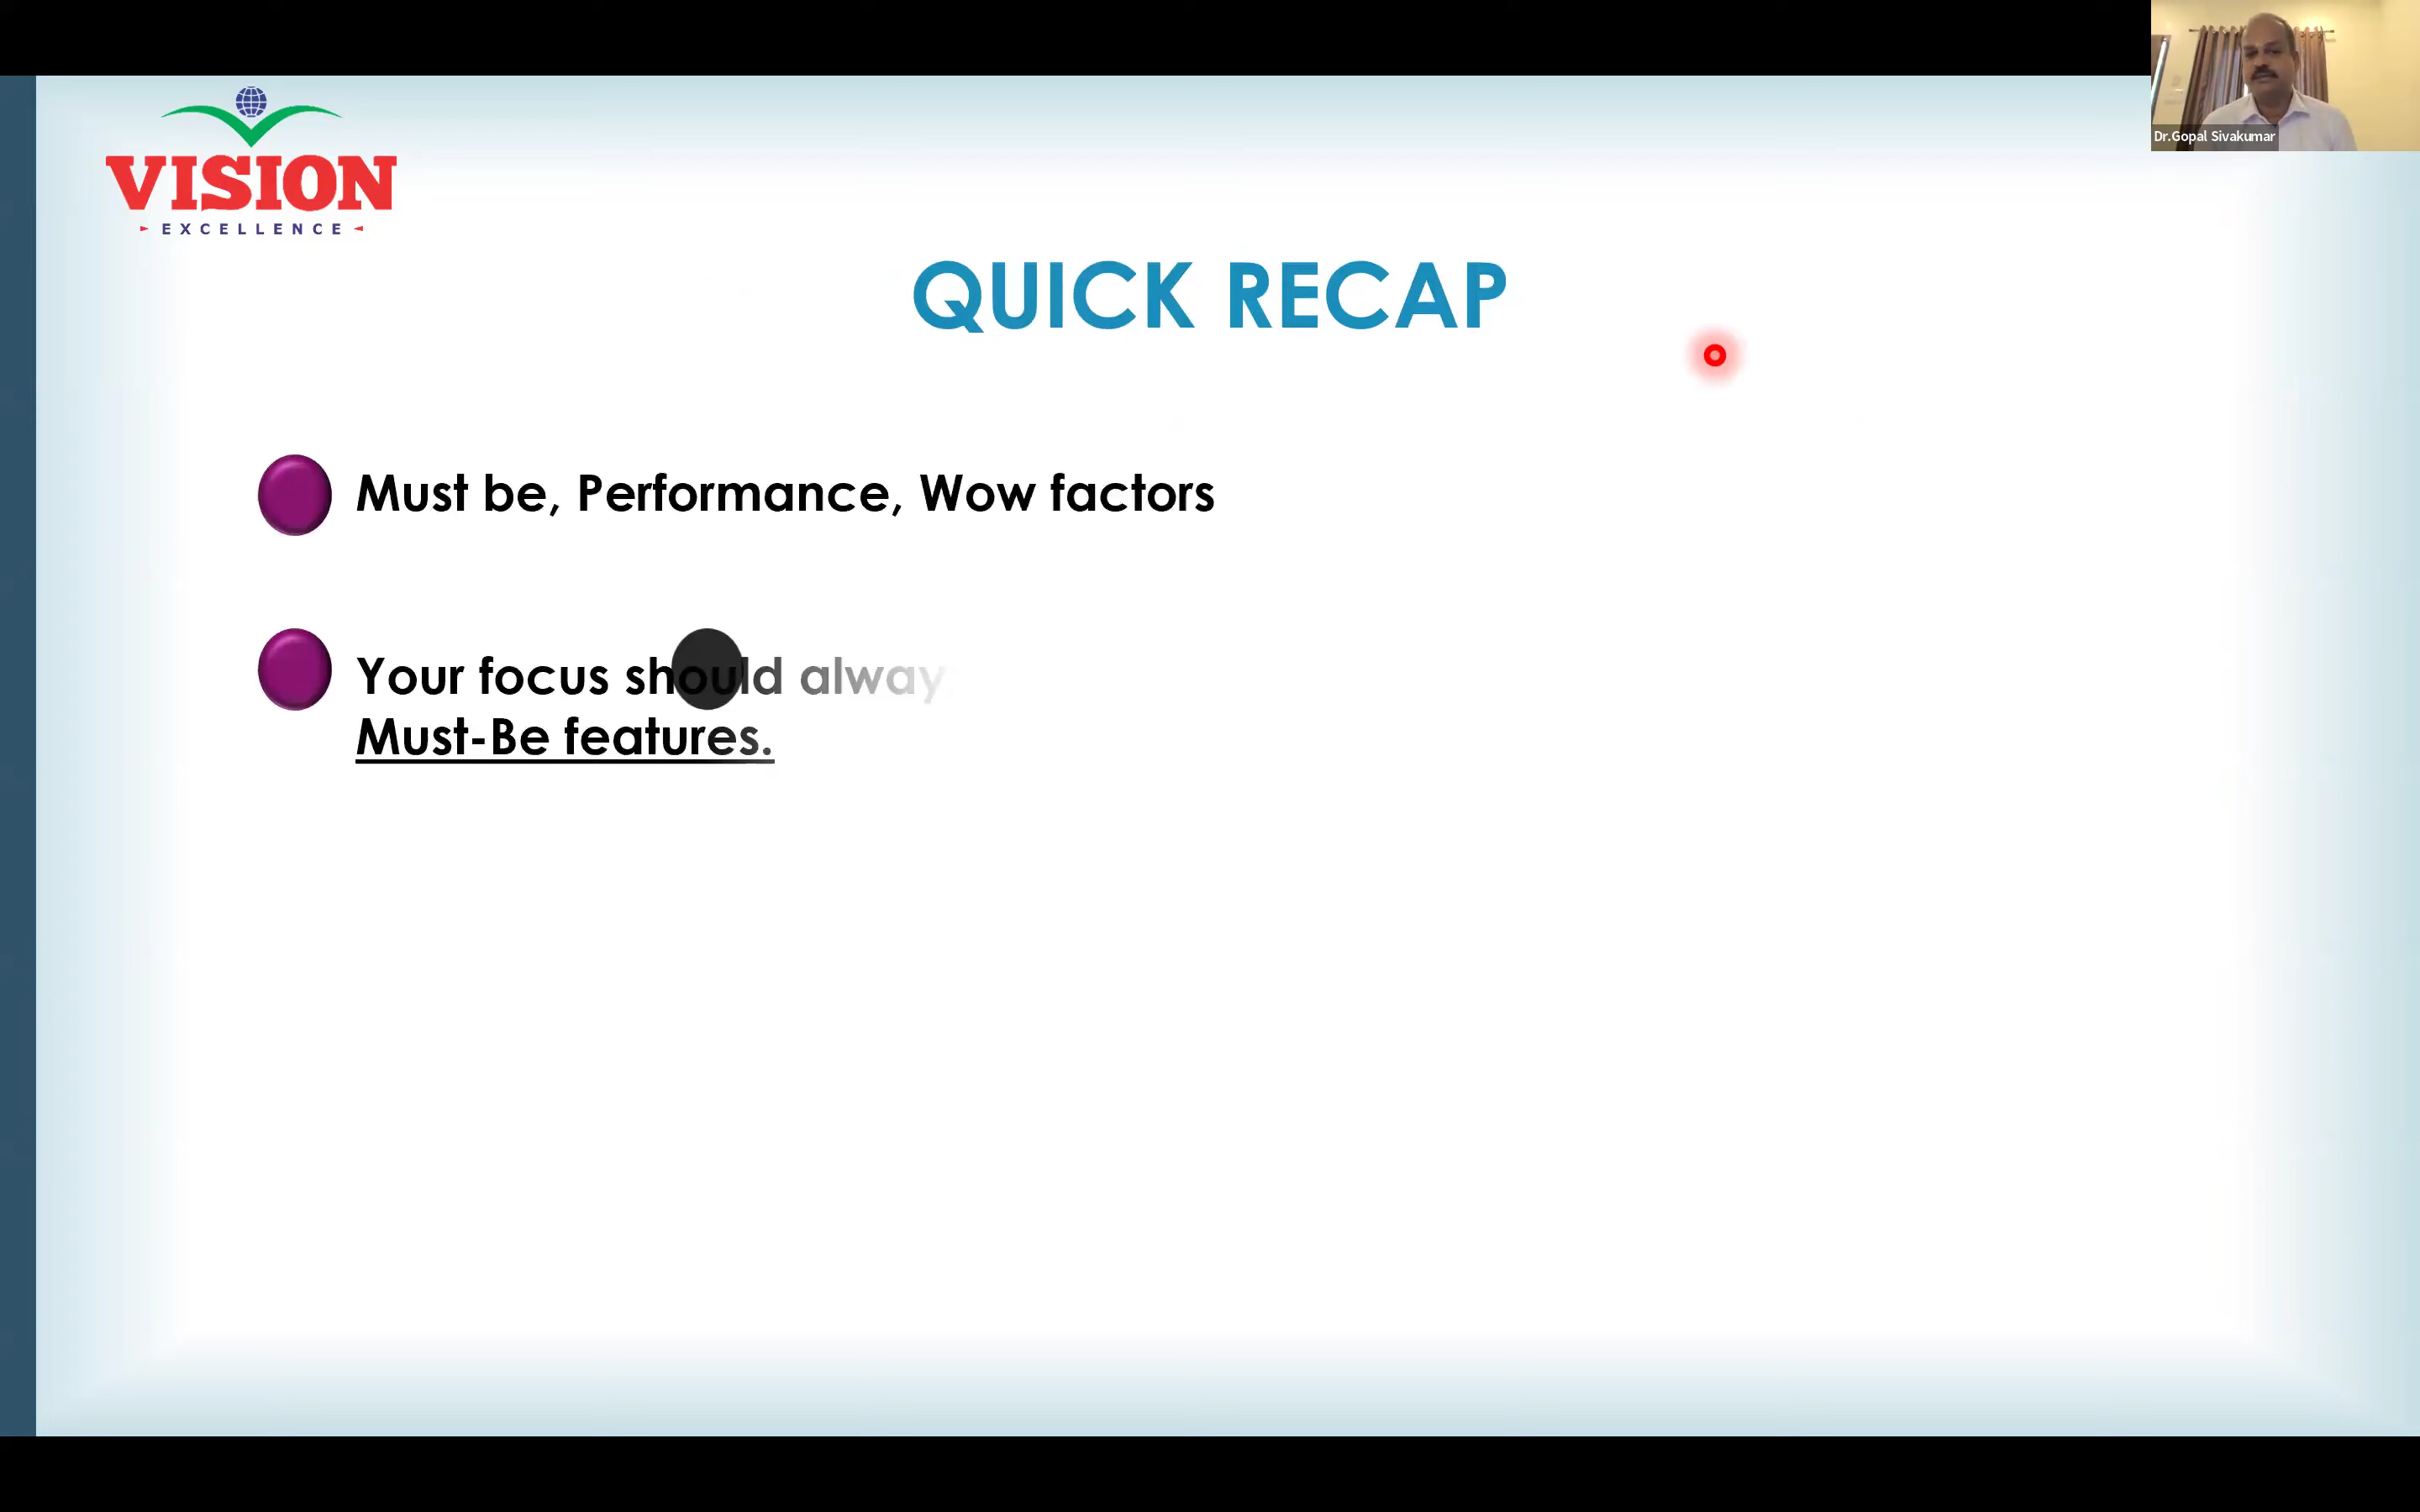 Dr.Gopal Sivakumar
VISION
EXCELLENCE
QUICK RECAP
Must be, Performance, Wow factors
Your focus should alway
Must-Be features.